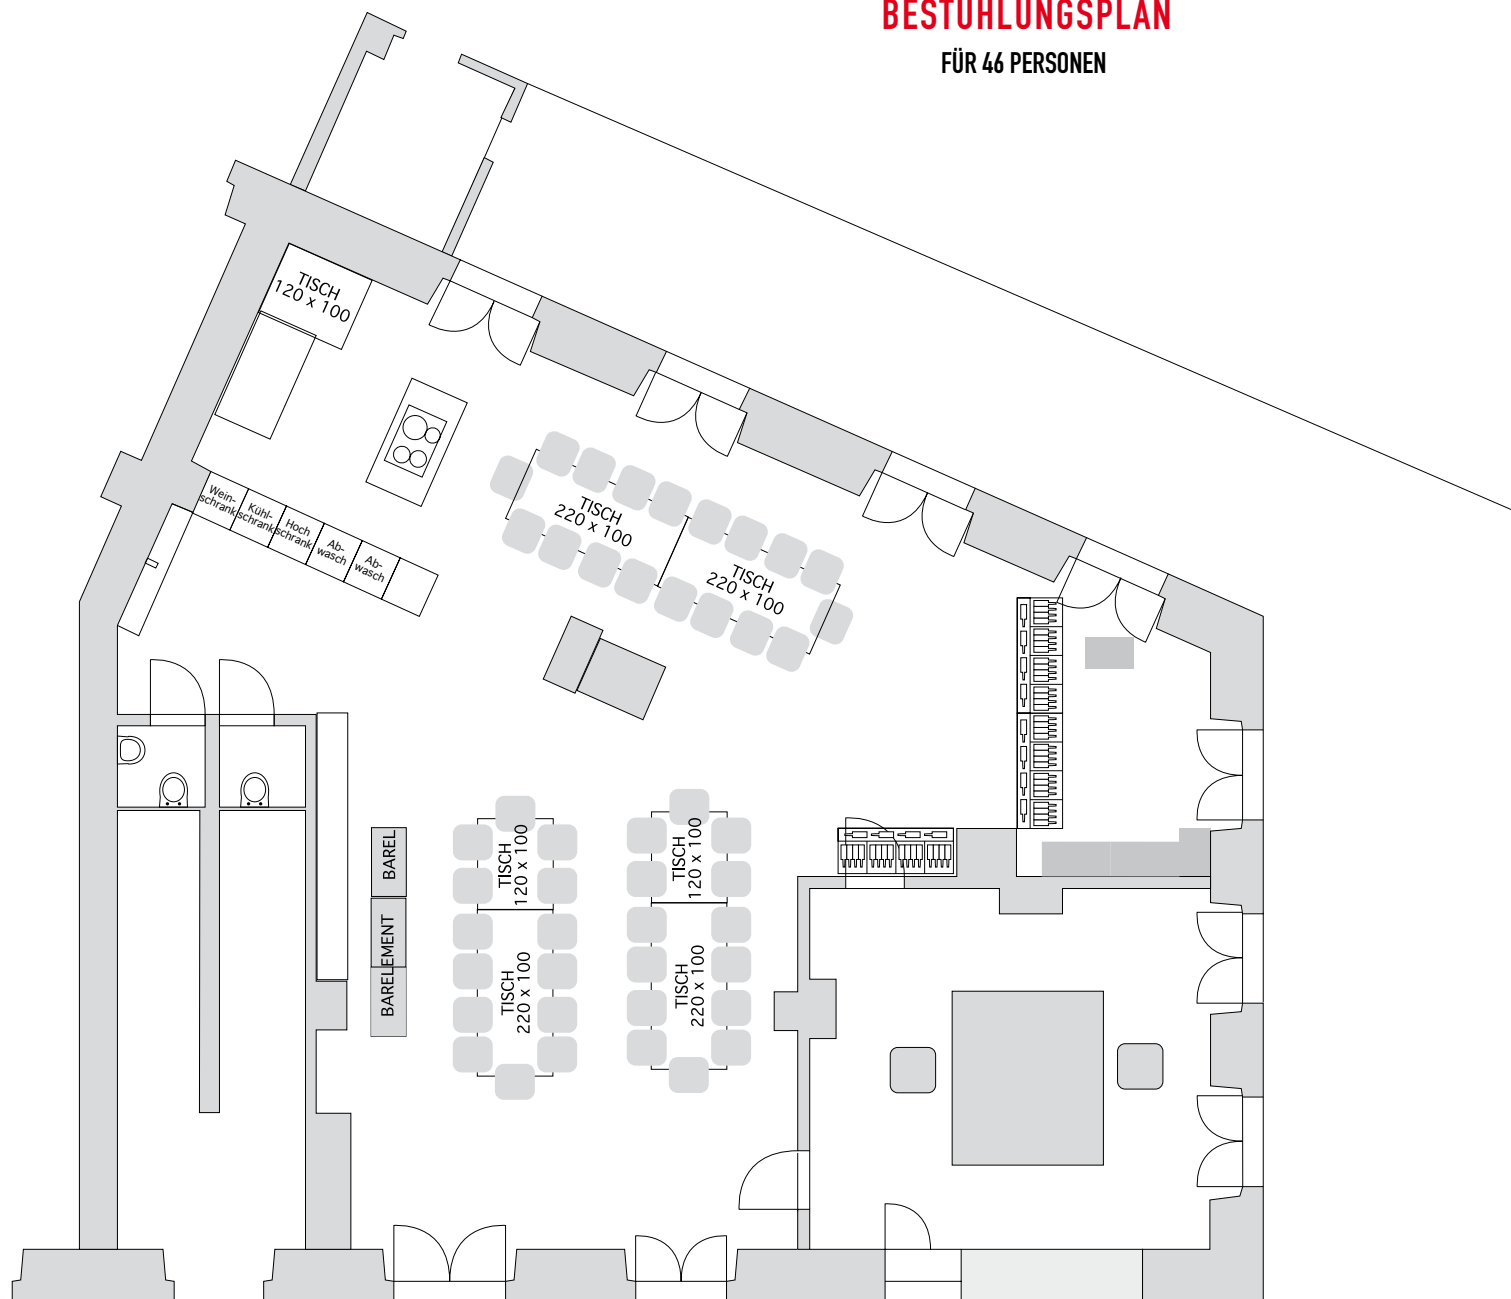 BESTUHLUNGSPLAN
FÜR 46 PERSONEN
TISCH
120 x 100
Wein-
schrank
Kühl-
schrank
Hoch
schrank
Ab-
wasch
Ab-
wasch
TISCH
220 x 100
TISCH
220 x 100
BAREL
BARELEMENT
TISCH
120 x 100
TISCH
220 x 100
TISCH
120 x 100
TISCH
220 x 100